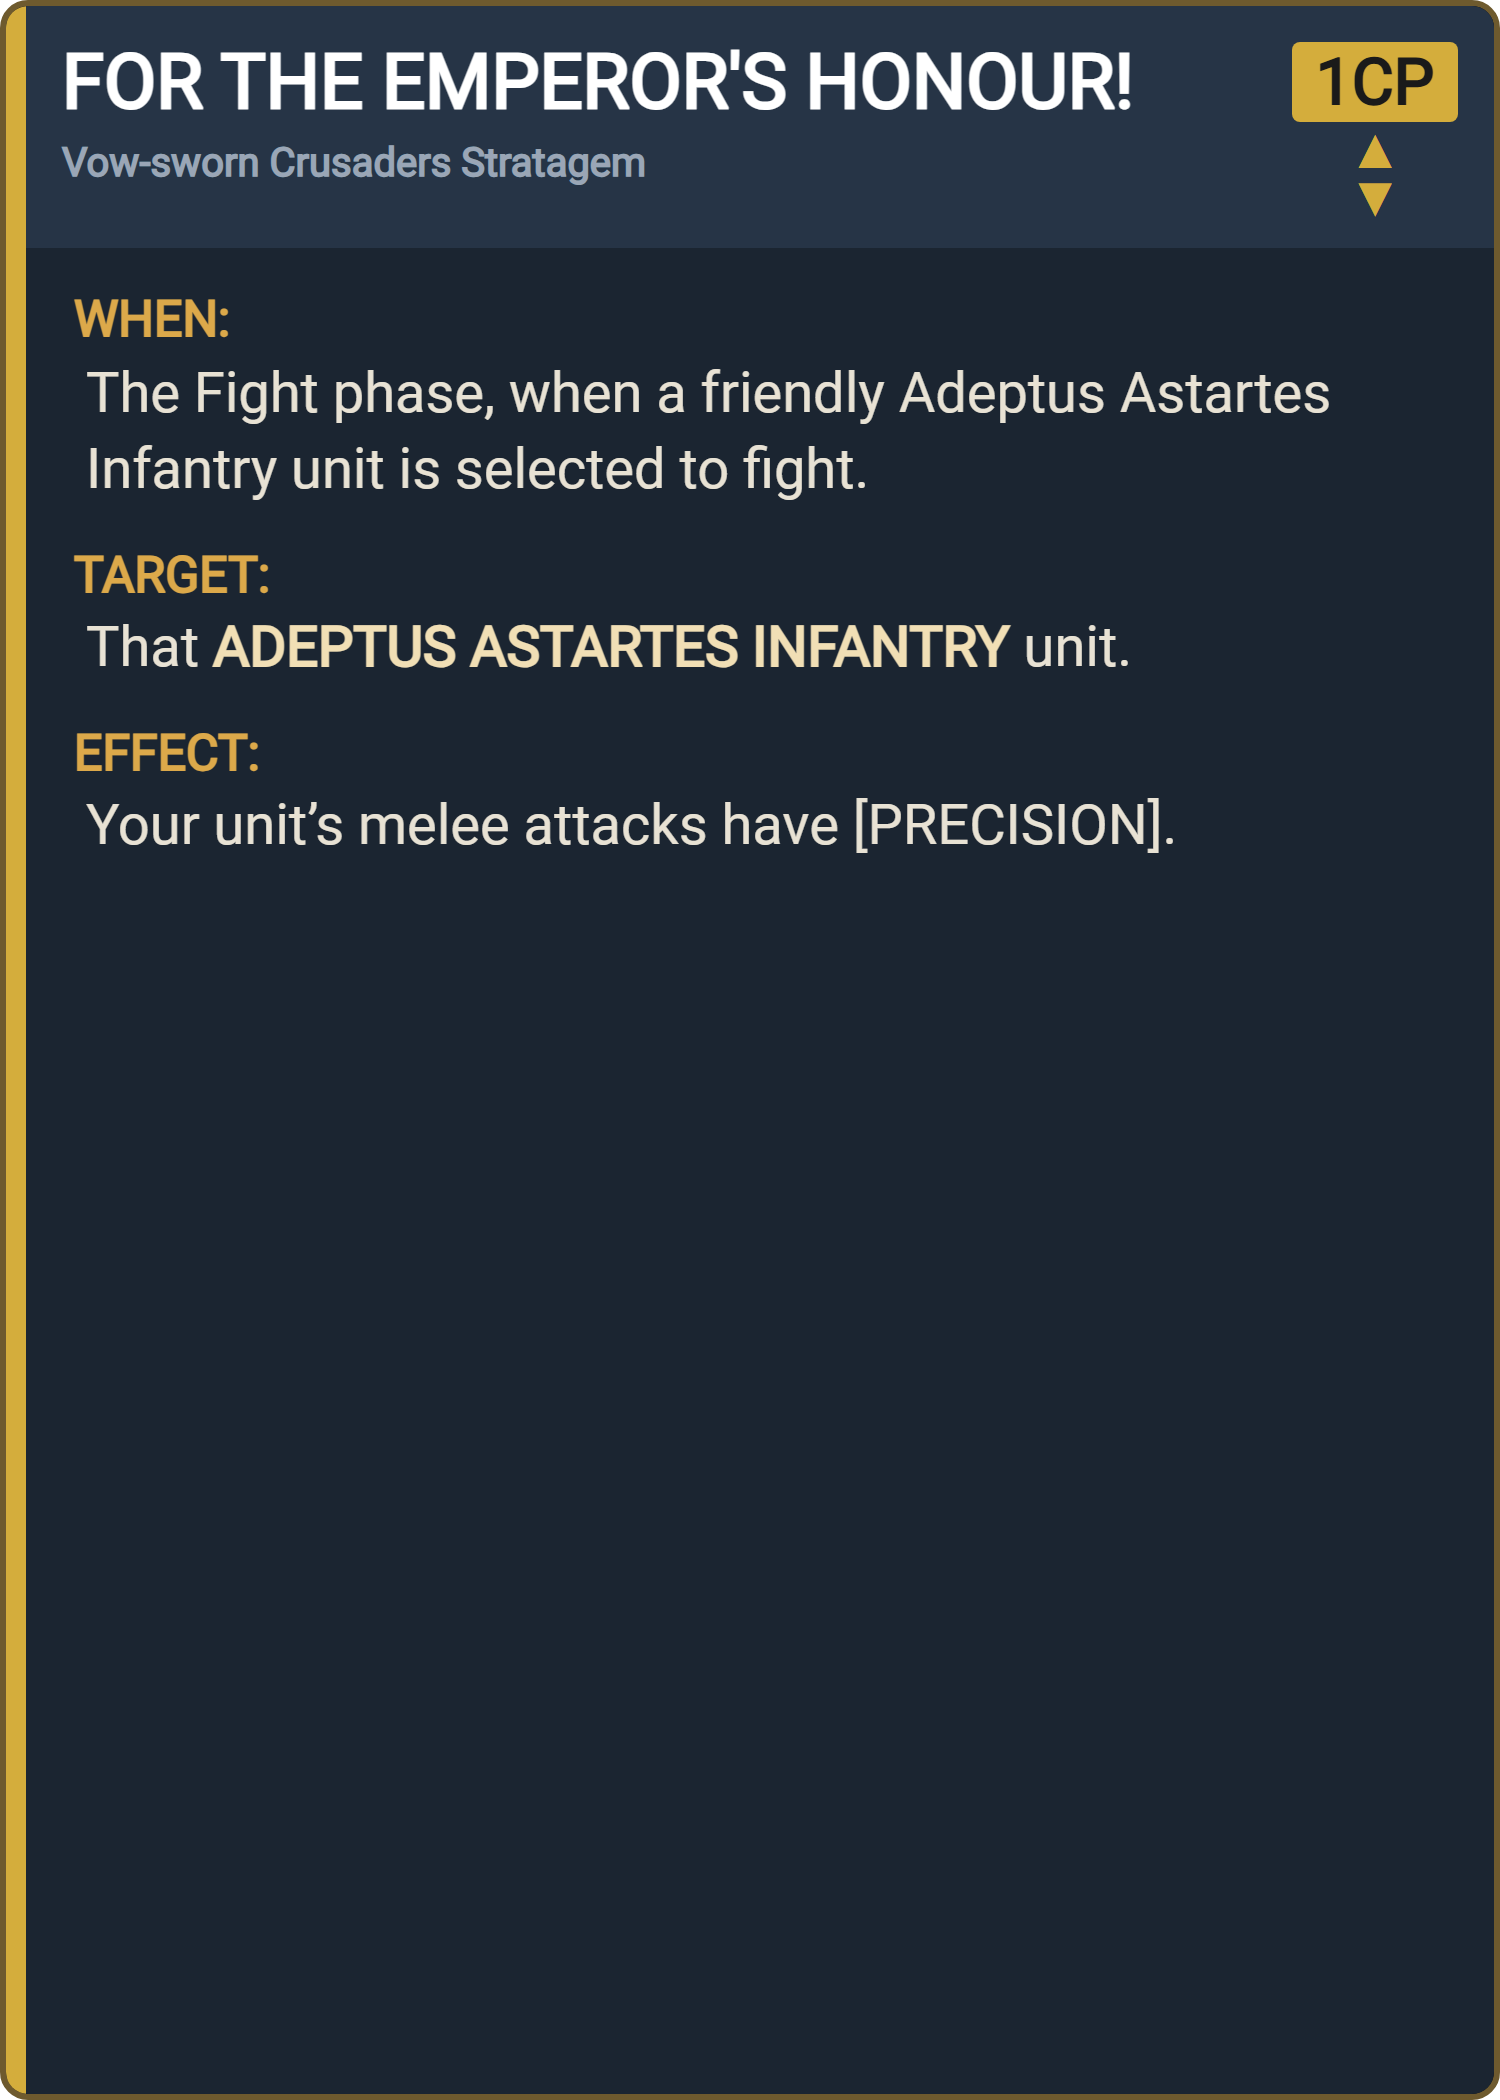 FOR THE EMPEROR'S HONOUR!
1CP
Vow-sworn Crusaders Stratagem
▲
▼
WHEN:
The Fight phase, when a friendly Adeptus Astartes
Infantry unit is selected to fight.
TARGET:
That ADEPTUS ASTARTES INFANTRY unit.
EFFECT:
Your unit’s melee attacks have [PRECISION].